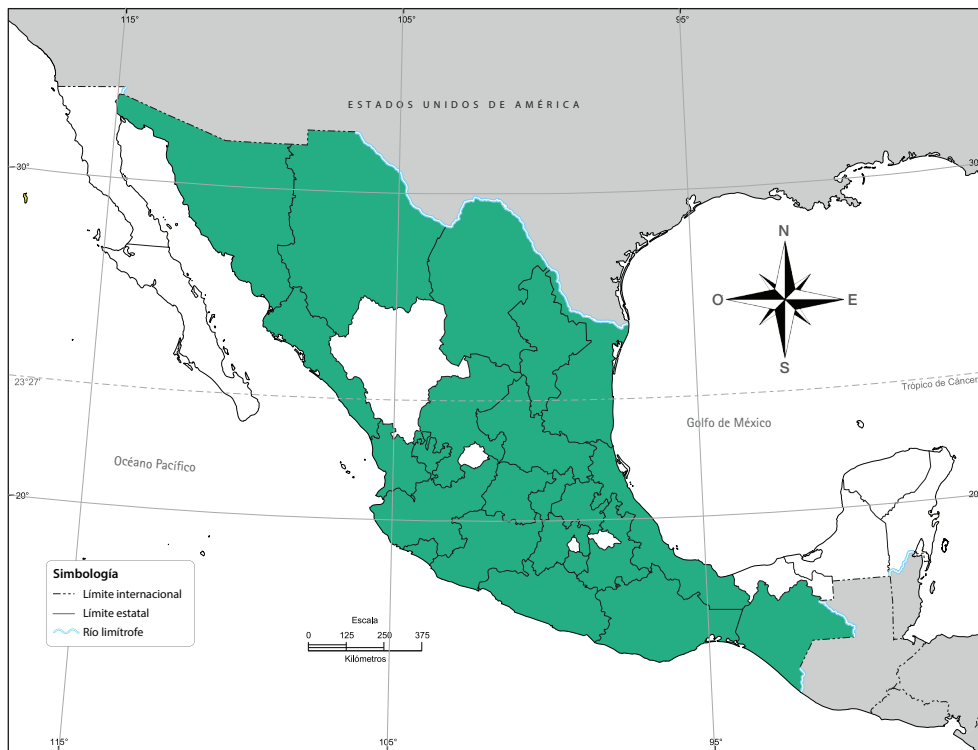 115°
105°
95°
ESTADOS UNIDOS DE AMÉRICA
30°
30
N
O
E
S
23°27'
Trópico de Cáncer
Golfo de México
Océano Pacífico
20°
20
Simbología
Límite internacional
Límite estatal
Río limítrofe
Escala
0 125 250 375
Kilómetros
115°
105°
95°